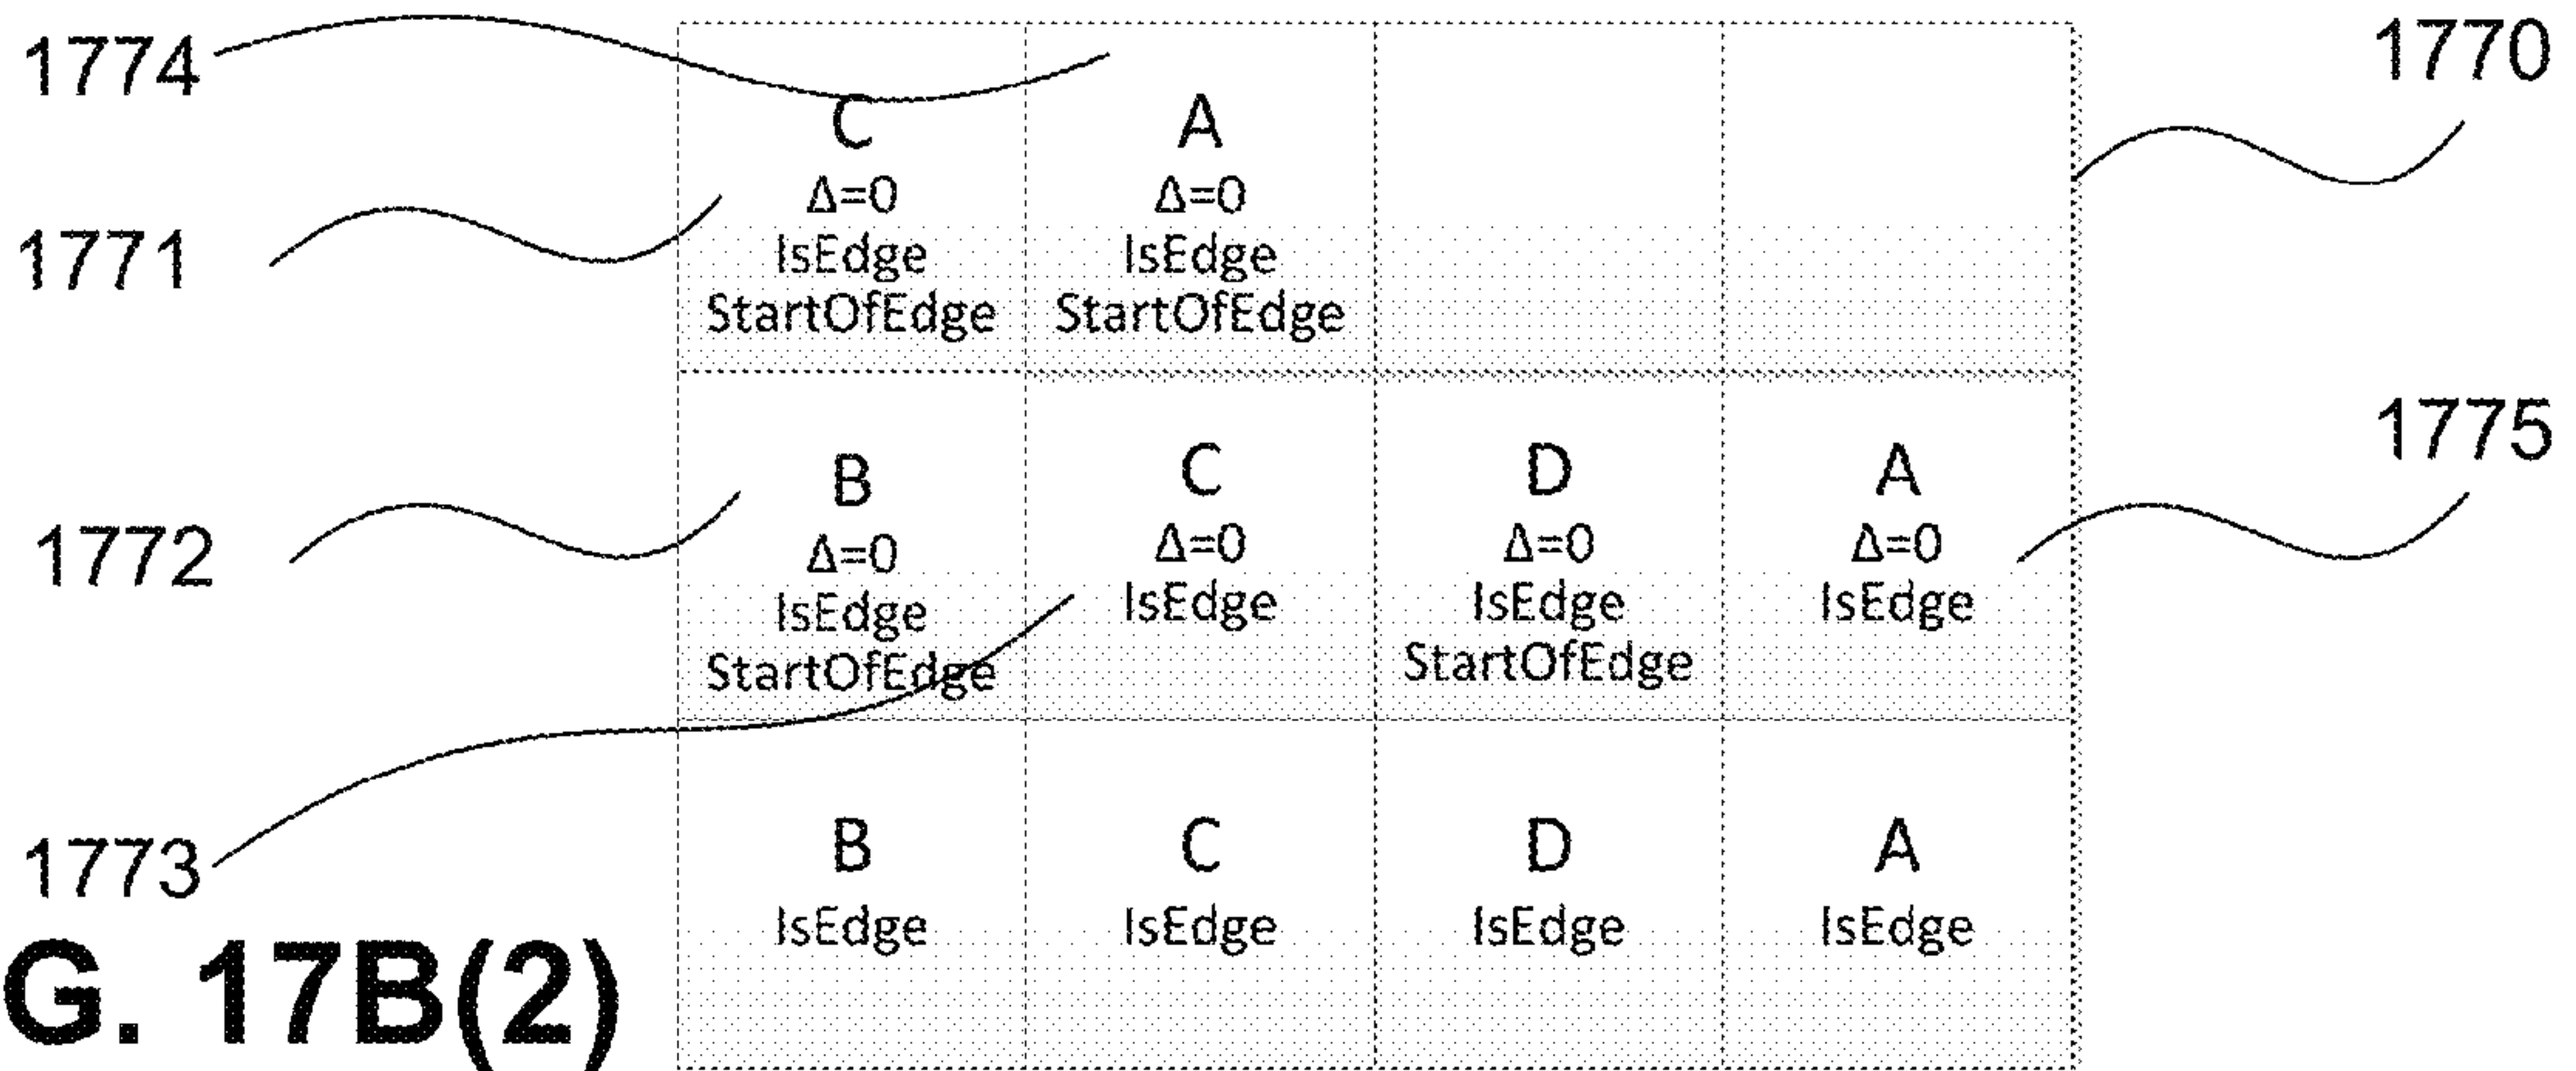 1774
1770
C
A
Δ=0
Δ=0
1771
IsEdge
IsEdge
StartOfEdge
StartOfEdge
1775
B
C
D
A
1772
Δ=0
Δ=0
Δ=0
Δ=0
IsEdge
IsEdge
IsEdge
IsEdge
StartOfEdge
StartOfEdge
1773
B
C
D
A
IsEdge
IsEdge
IsEdge
IsEdge
G. 17B(2)